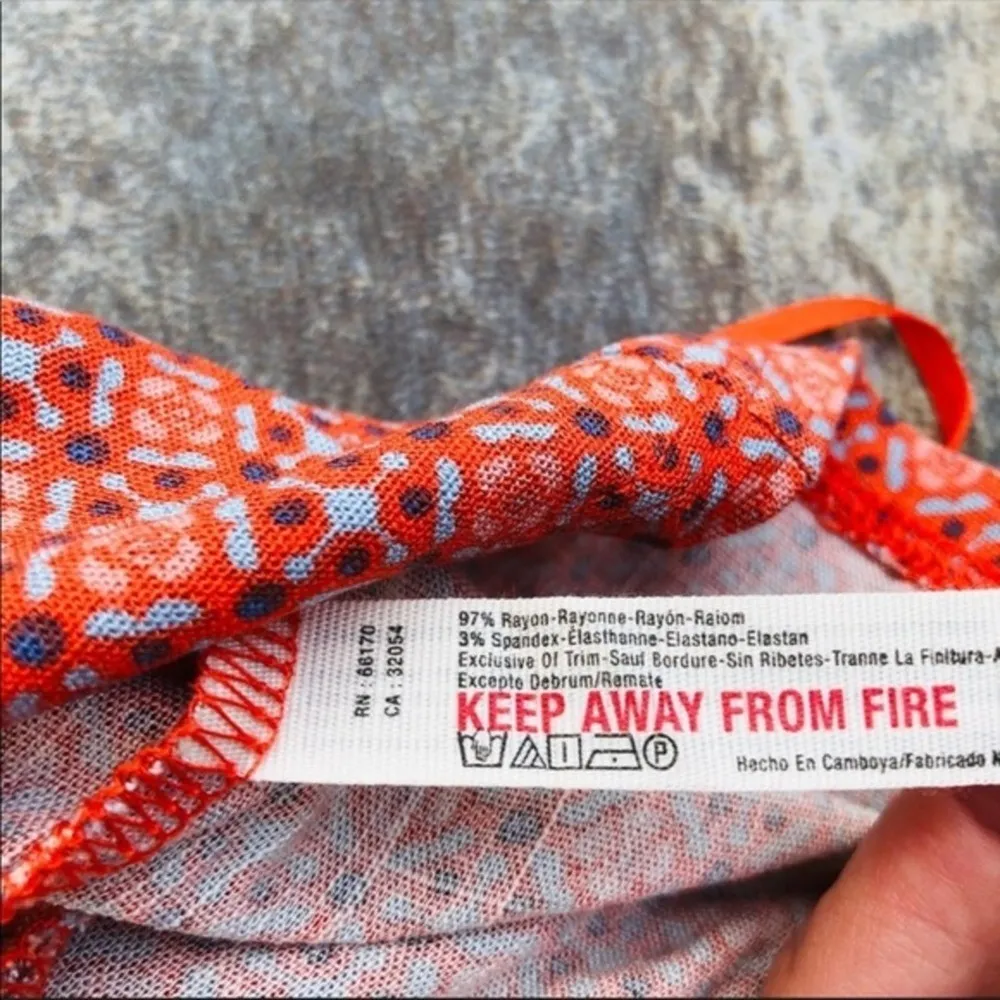 RN : 66170
CA : 32054
97% Rayon-Rayonne-Rayón-Raiom
3% Spandex-Élasthanne-Elastano-Elastan
Exclusive Of Trim-Sauf Bordure-Sin Ribetes-Tranne La Finitura-A
Excepto Debrum/Remate
KEEP AWAY FROM FIRE
P
Hecho En Camboya/Fabricado